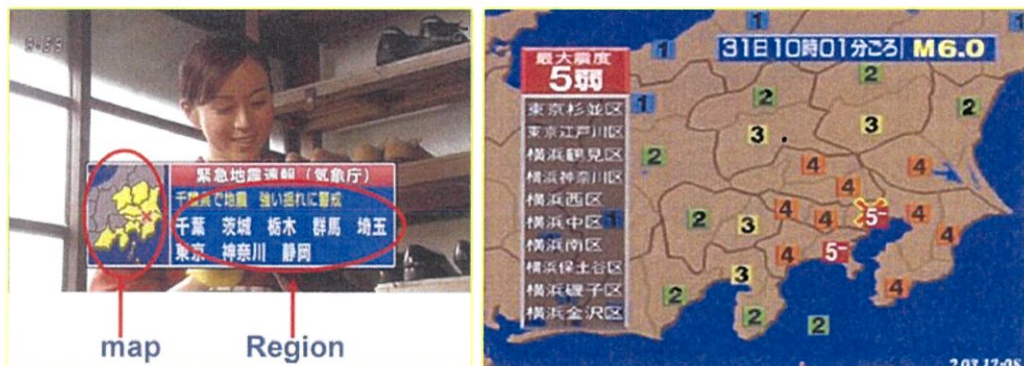 緊急地震速報（気象庁）
千葉県で地震 強い揺れに警戒
千葉 茨城 栃木 群馬 埼玉
東京 神奈川 静岡
map
Region
31日10時01分ごろ M6.0
最大震度
5弱
東京杉並区
東京江戸川区
横浜鶴見区
横浜神奈川区
横浜西区
横浜中区
横浜南区
横浜保土谷区
横浜磯子区
横浜金沢区
1
1
1
2
2
1
2
3
3
2
4
4
4
1
2
3
4
4
5-
4
4
4
5-
3
4
2
2
2